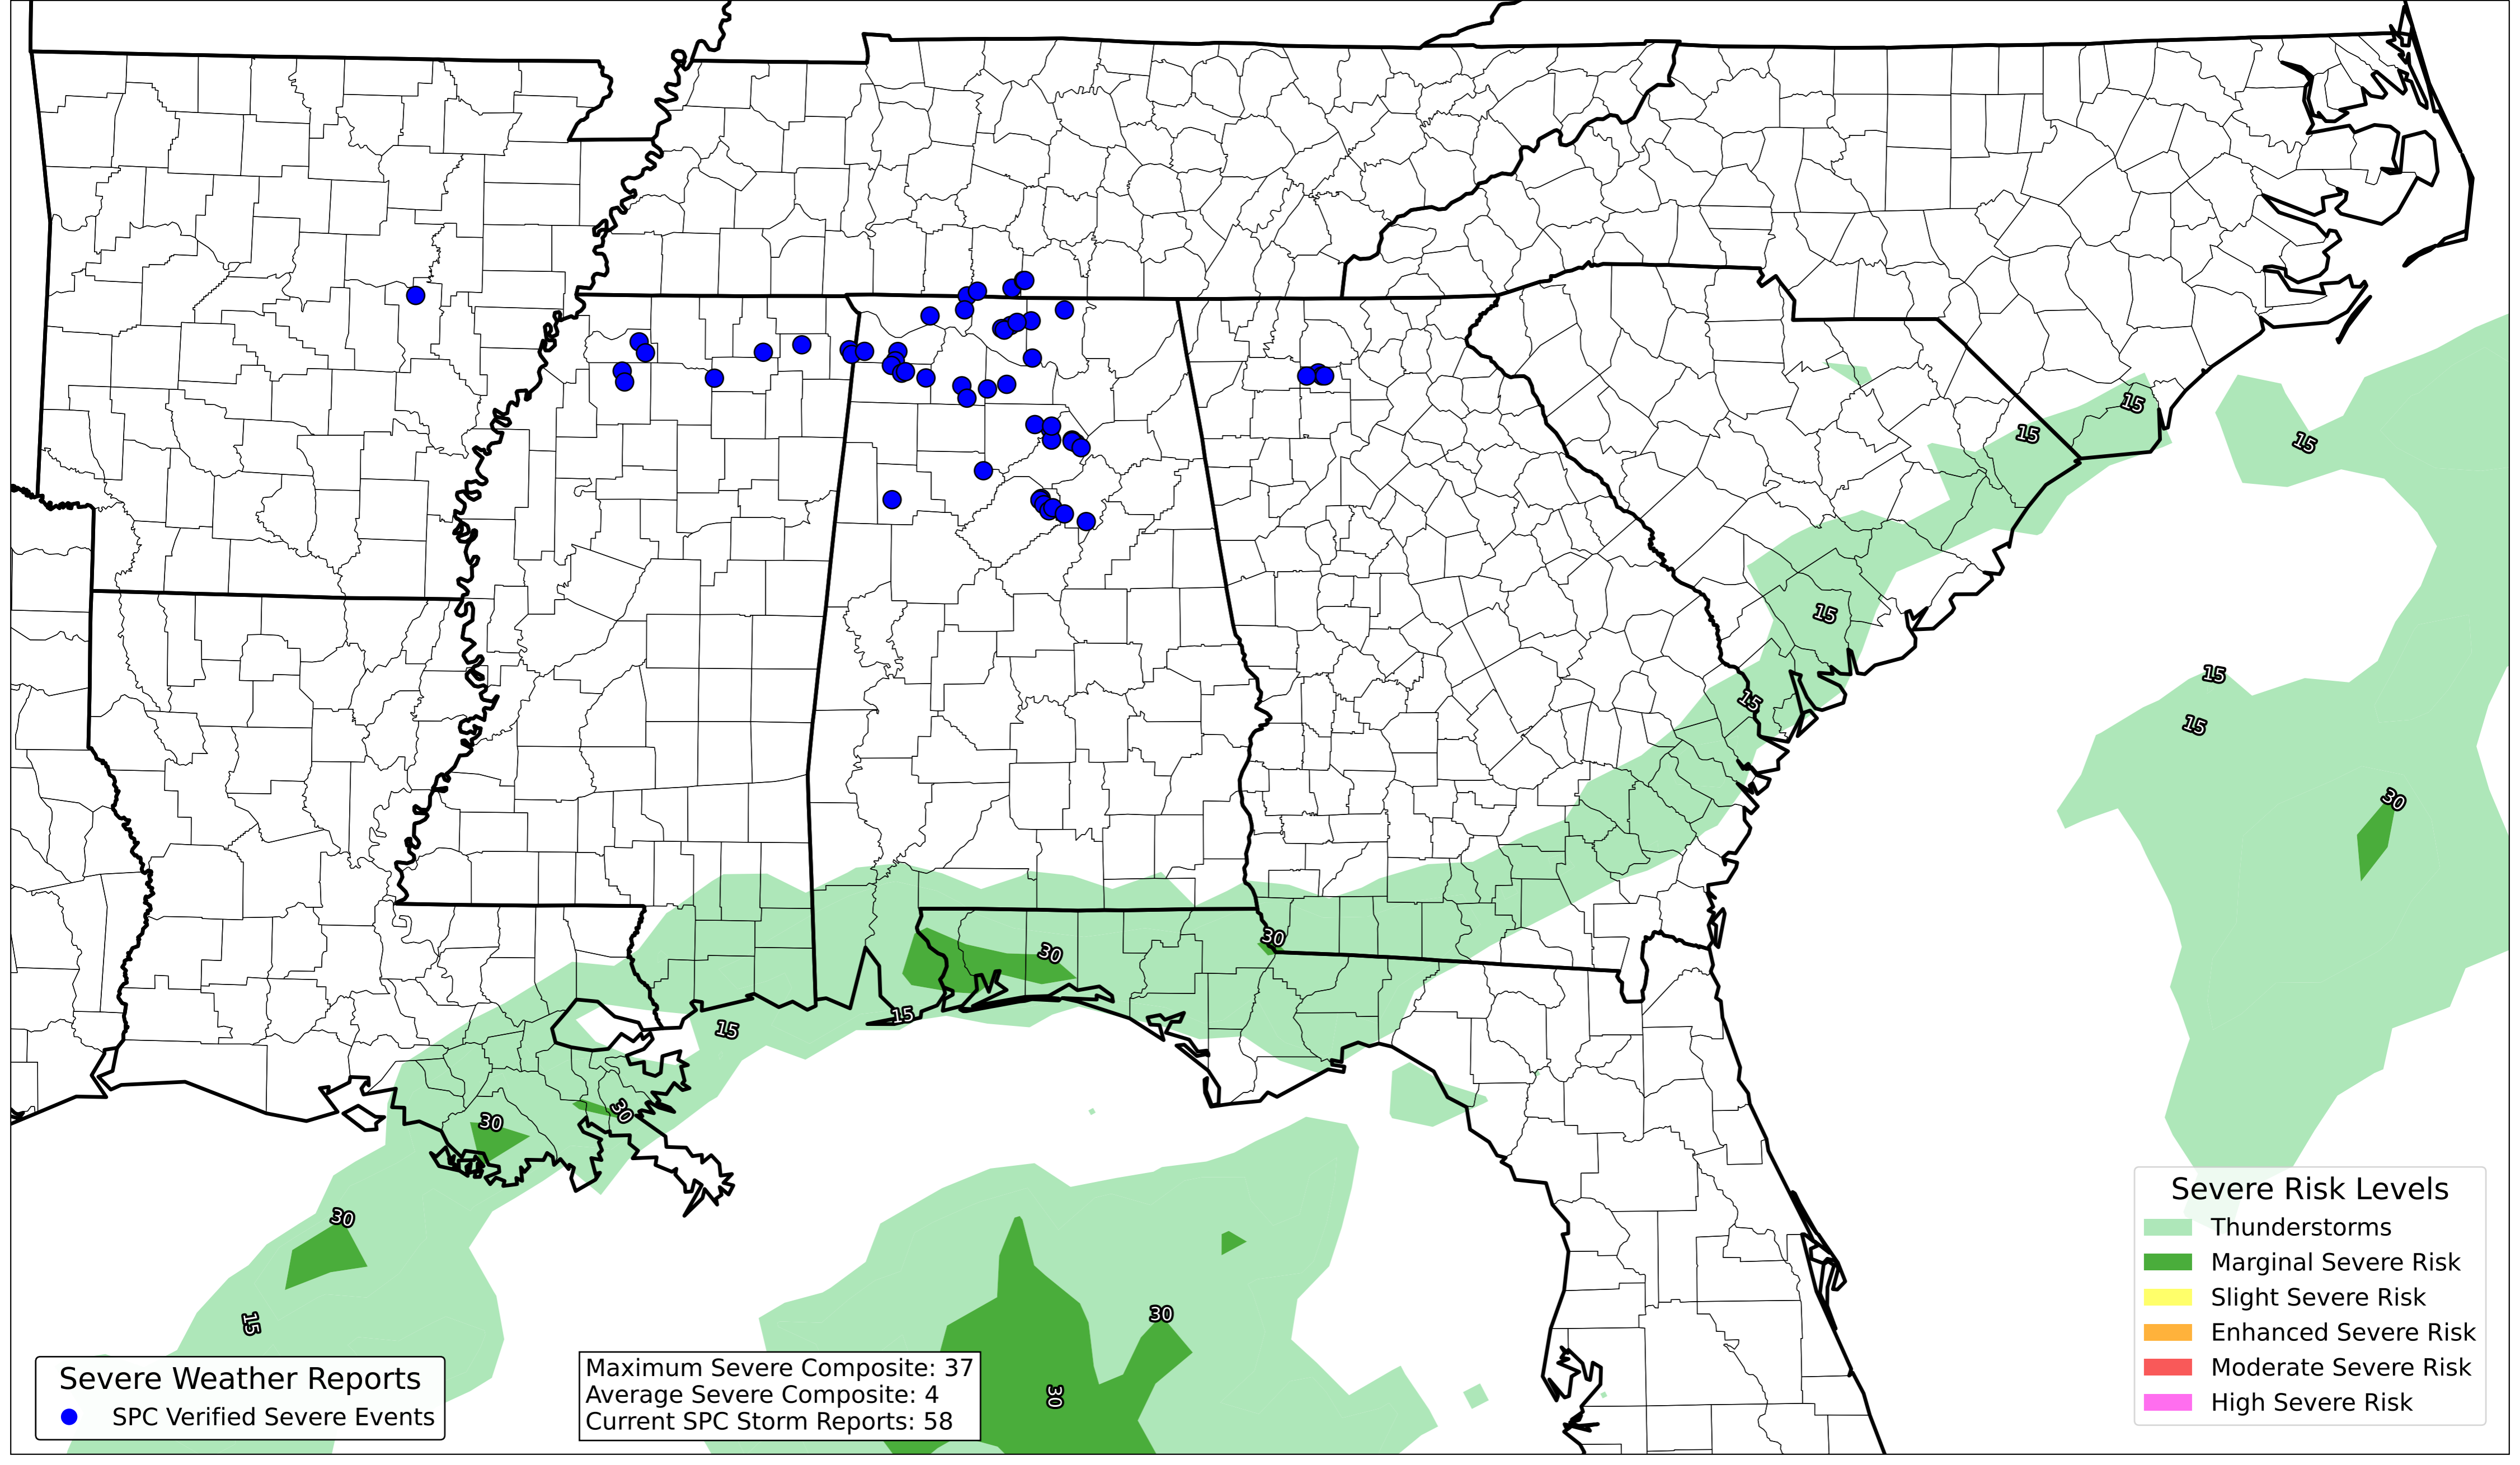 15
15
15
15
15
15
15
30
30
30
15
15
30
30
30
15
30
30
Severe Weather Reports
SPC Verified Severe Events
Maximum Severe Composite: 37
Average Severe Composite: 4
Current SPC Storm Reports: 58
Severe Risk Levels
Thunderstorms
Marginal Severe Risk
Slight Severe Risk
Enhanced Severe Risk
Moderate Severe Risk
High Severe Risk